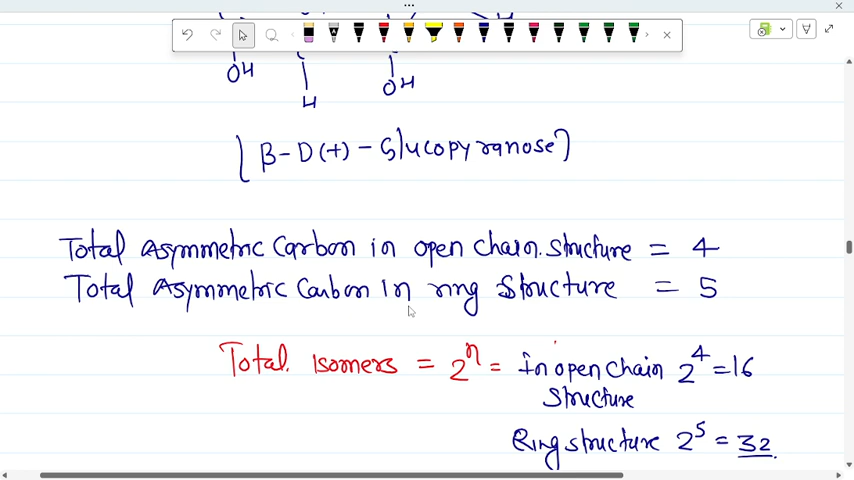 OH
H
OH
[β-D(+)-Glucopyranose]
Total Asymmetric Carbon in open chain. structure = 4
Total Asymmetric Carbon In ring Structure = 5
Total. Isomers = 2ⁿ = In open chain 2⁴ = 16
Structure
Ring structure 2⁵ = 32